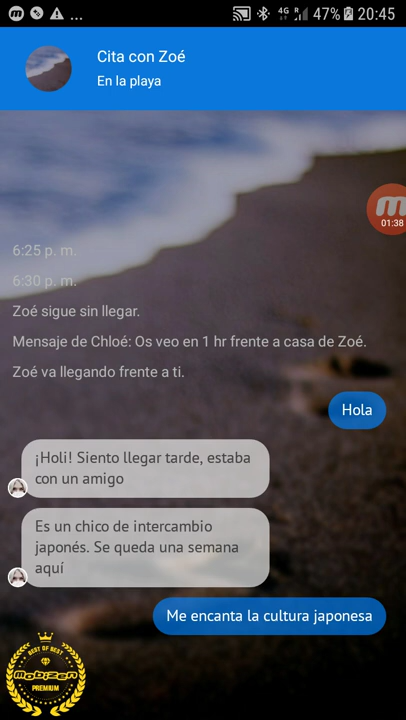 4G R 47% 20:45
Cita con Zoé
En la playa
01:38
6:25 p. m.
6:30 p. m.
Zoé sigue sin llegar.
Mensaje de Chloé: Os veo en 1 hr frente a casa de Zoé.
Zoé va llegando frente a ti.
Hola
¡Holi! Siento llegar tarde, estaba
con un amigo
Es un chico de intercambio
japonés. Se queda una semana
aquí
Me encanta la cultura japonesa
BEST OF BEST
mobizen
PREMIUM